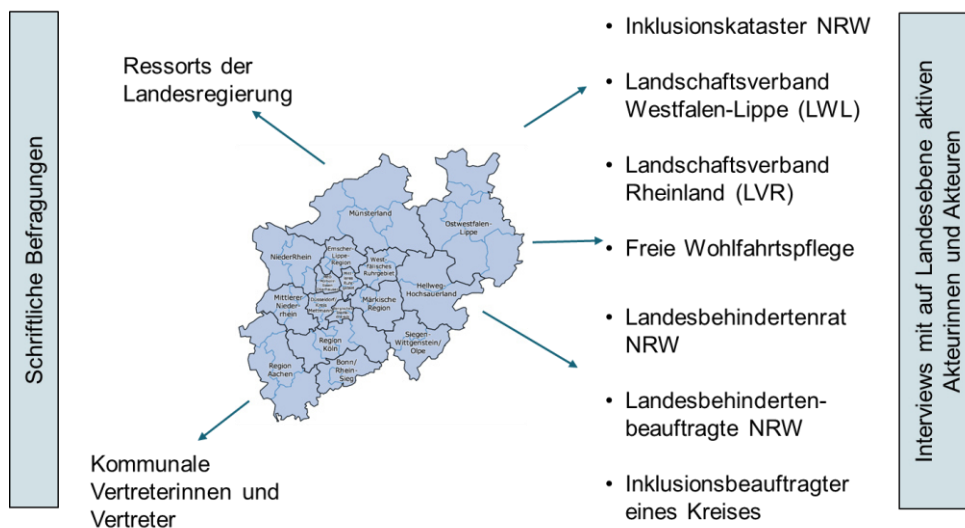 Schriftliche Befragungen
Ressorts der
Landesregierung
Kommunale
Vertreterinnen und
Vertreter
Münsterland
Ostwestfalen-
Lippe
NiederRhein
Emscher-
Lippe-
Region
West
fälisches
Ruhrgebiet
Mittlerer
Nieder-
rhein
Märkische
Region
Hellweg-
Hochsauerland
Region
Köln
Siegen-
Wittgenstein/
Olpe
Region
Aachen
Bonn/
Rhein-
Sieg
• Inklusionskataster NRW
• Landschaftsverband
Westfalen-Lippe (LWL)
• Landschaftsverband
Rheinland (LVR)
• Freie Wohlfahrtspflege
• Landesbehindertenrat
NRW
• Landesbehinderten-
beauftragte NRW
• Inklusionsbeauftragter
eines Kreises
Interviews mit auf Landesebene aktiven
Akteurinnen und Akteuren